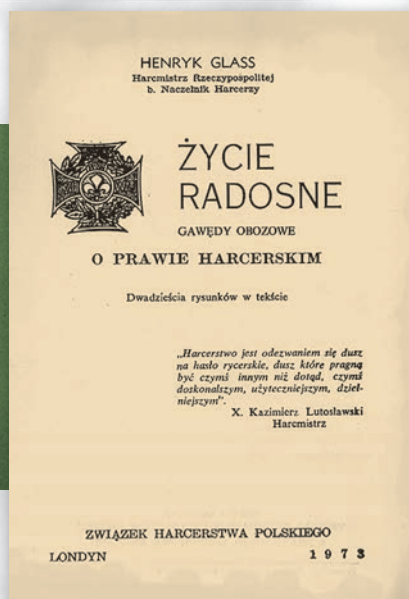 HENRYK GLASS
Harcmistrz Rzeczypospolitej
b. Naczelnik Harcerzy
ŻYCIE
RADOSNE
GAWĘDY OBOZOWE
O PRAWIE HARCERSKIM
Dwadzieścia rysunków w tekście
„Harcerstwo jest odezwaniem się dusz
na hasło rycerskie, dusz które pragną
być czymś innym niż dotąd, czymś
doskonalszym, użyteczniejszym, dziel-
niejszym”.
X. Kazimierz Lutosławski
Harcmistrz
ZWIĄZEK HARCERSTWA POLSKIEGO
LONDYN 1973